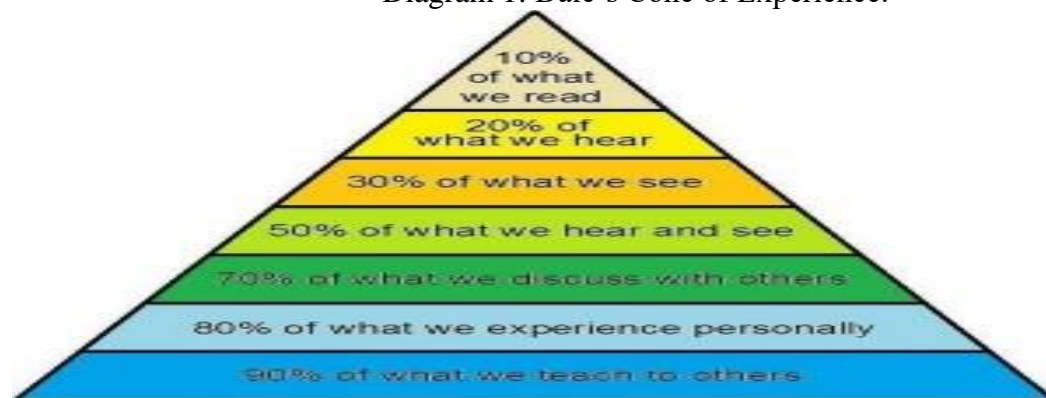 Diagram 1: Dale's Cone of Experience.
10%
of what
we read
20% of
what we hear
30% of what we see
50% of what we hear and see
70% of what we discuss with others
80% of what we experience personally
90% of what we teach to others